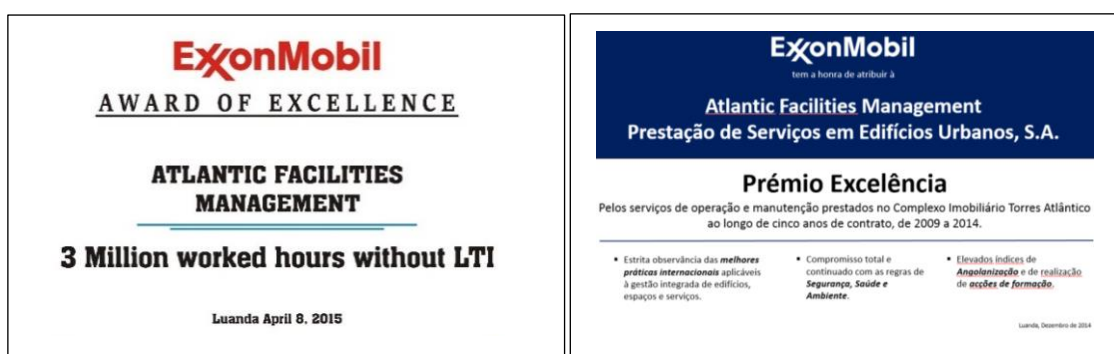 ExxonMobil
AWARD OF EXCELLENCE
ATLANTIC FACILITIES
MANAGEMENT
3 Million worked hours without LTI
Luanda April 8, 2015
ExxonMobil
tem a honra de atribuir à
Atlantic Facilities Management
Prestação de Serviços em Edifícios Urbanos, S.A.
Prémio Excelência
Pelos serviços de operação e manutenção prestados no Complexo Imobiliário Torres Atlântico
ao longo de cinco anos de contrato, de 2009 a 2014.
▪ Estrita observância das melhores
práticas internacionais aplicáveis
à gestão integrada de edifícios,
espaços e serviços.
▪ Compromisso total e
continuado com as regras de
Segurança, Saúde e
Ambiente.
▪ Elevados índices de
Angolanização e de realização
de acções de formação.
Luanda, Dezembro de 2014